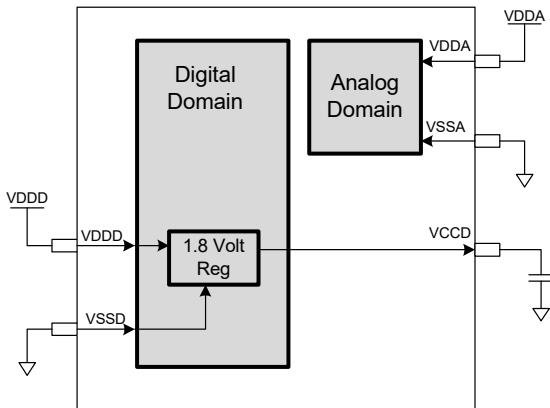 VDDA
VDDA
Digital
Domain
Analog
Domain
VSSA
VDDD
VDDD
1.8 Volt
Reg
VCCD
VSSD